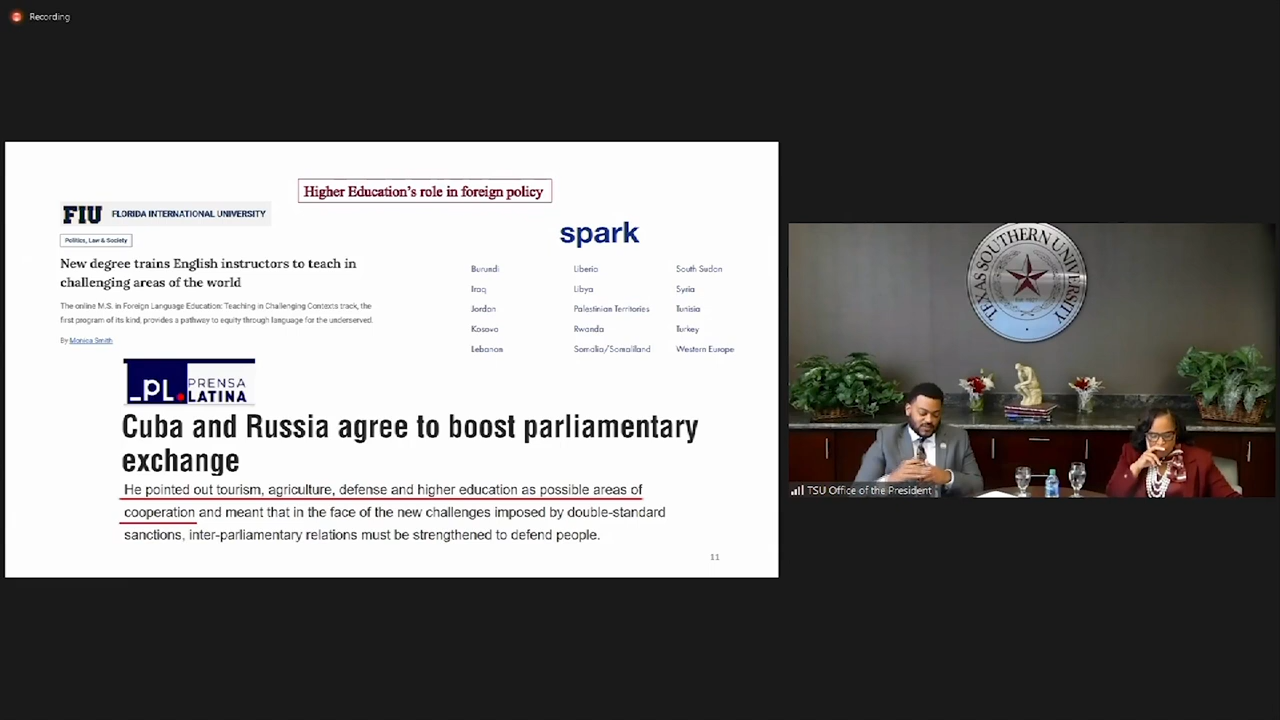 Recording
Higher Education's role in foreign policy
FIU FLORIDA INTERNATIONAL UNIVERSITY
Politics, Law & Society
New degree trains English instructors to teach in
challenging areas of the world
The online M.S. in Foreign Language Education: Teaching in Challenging Contexts track, the
first program of its kind, provides a pathway to equity through language for the underserved.
By Monica Smith
spark
Burundi Liberia South Sudan
Iraq Libya Syria
Jordan Palestinian Territories Tunisia
Kosovo Rwanda Turkey
Lebanon Somalia/Somaliland Western Europe
_PL. PRENSA
LATINA
Cuba and Russia agree to boost parliamentary
exchange
He pointed out tourism, agriculture, defense and higher education as possible areas of
cooperation and meant that in the face of the new challenges imposed by double-standard
sanctions, inter-parliamentary relations must be strengthened to defend people.
11
TEXAS SOUTHERN UNIVERSITY
TSU Office of the President